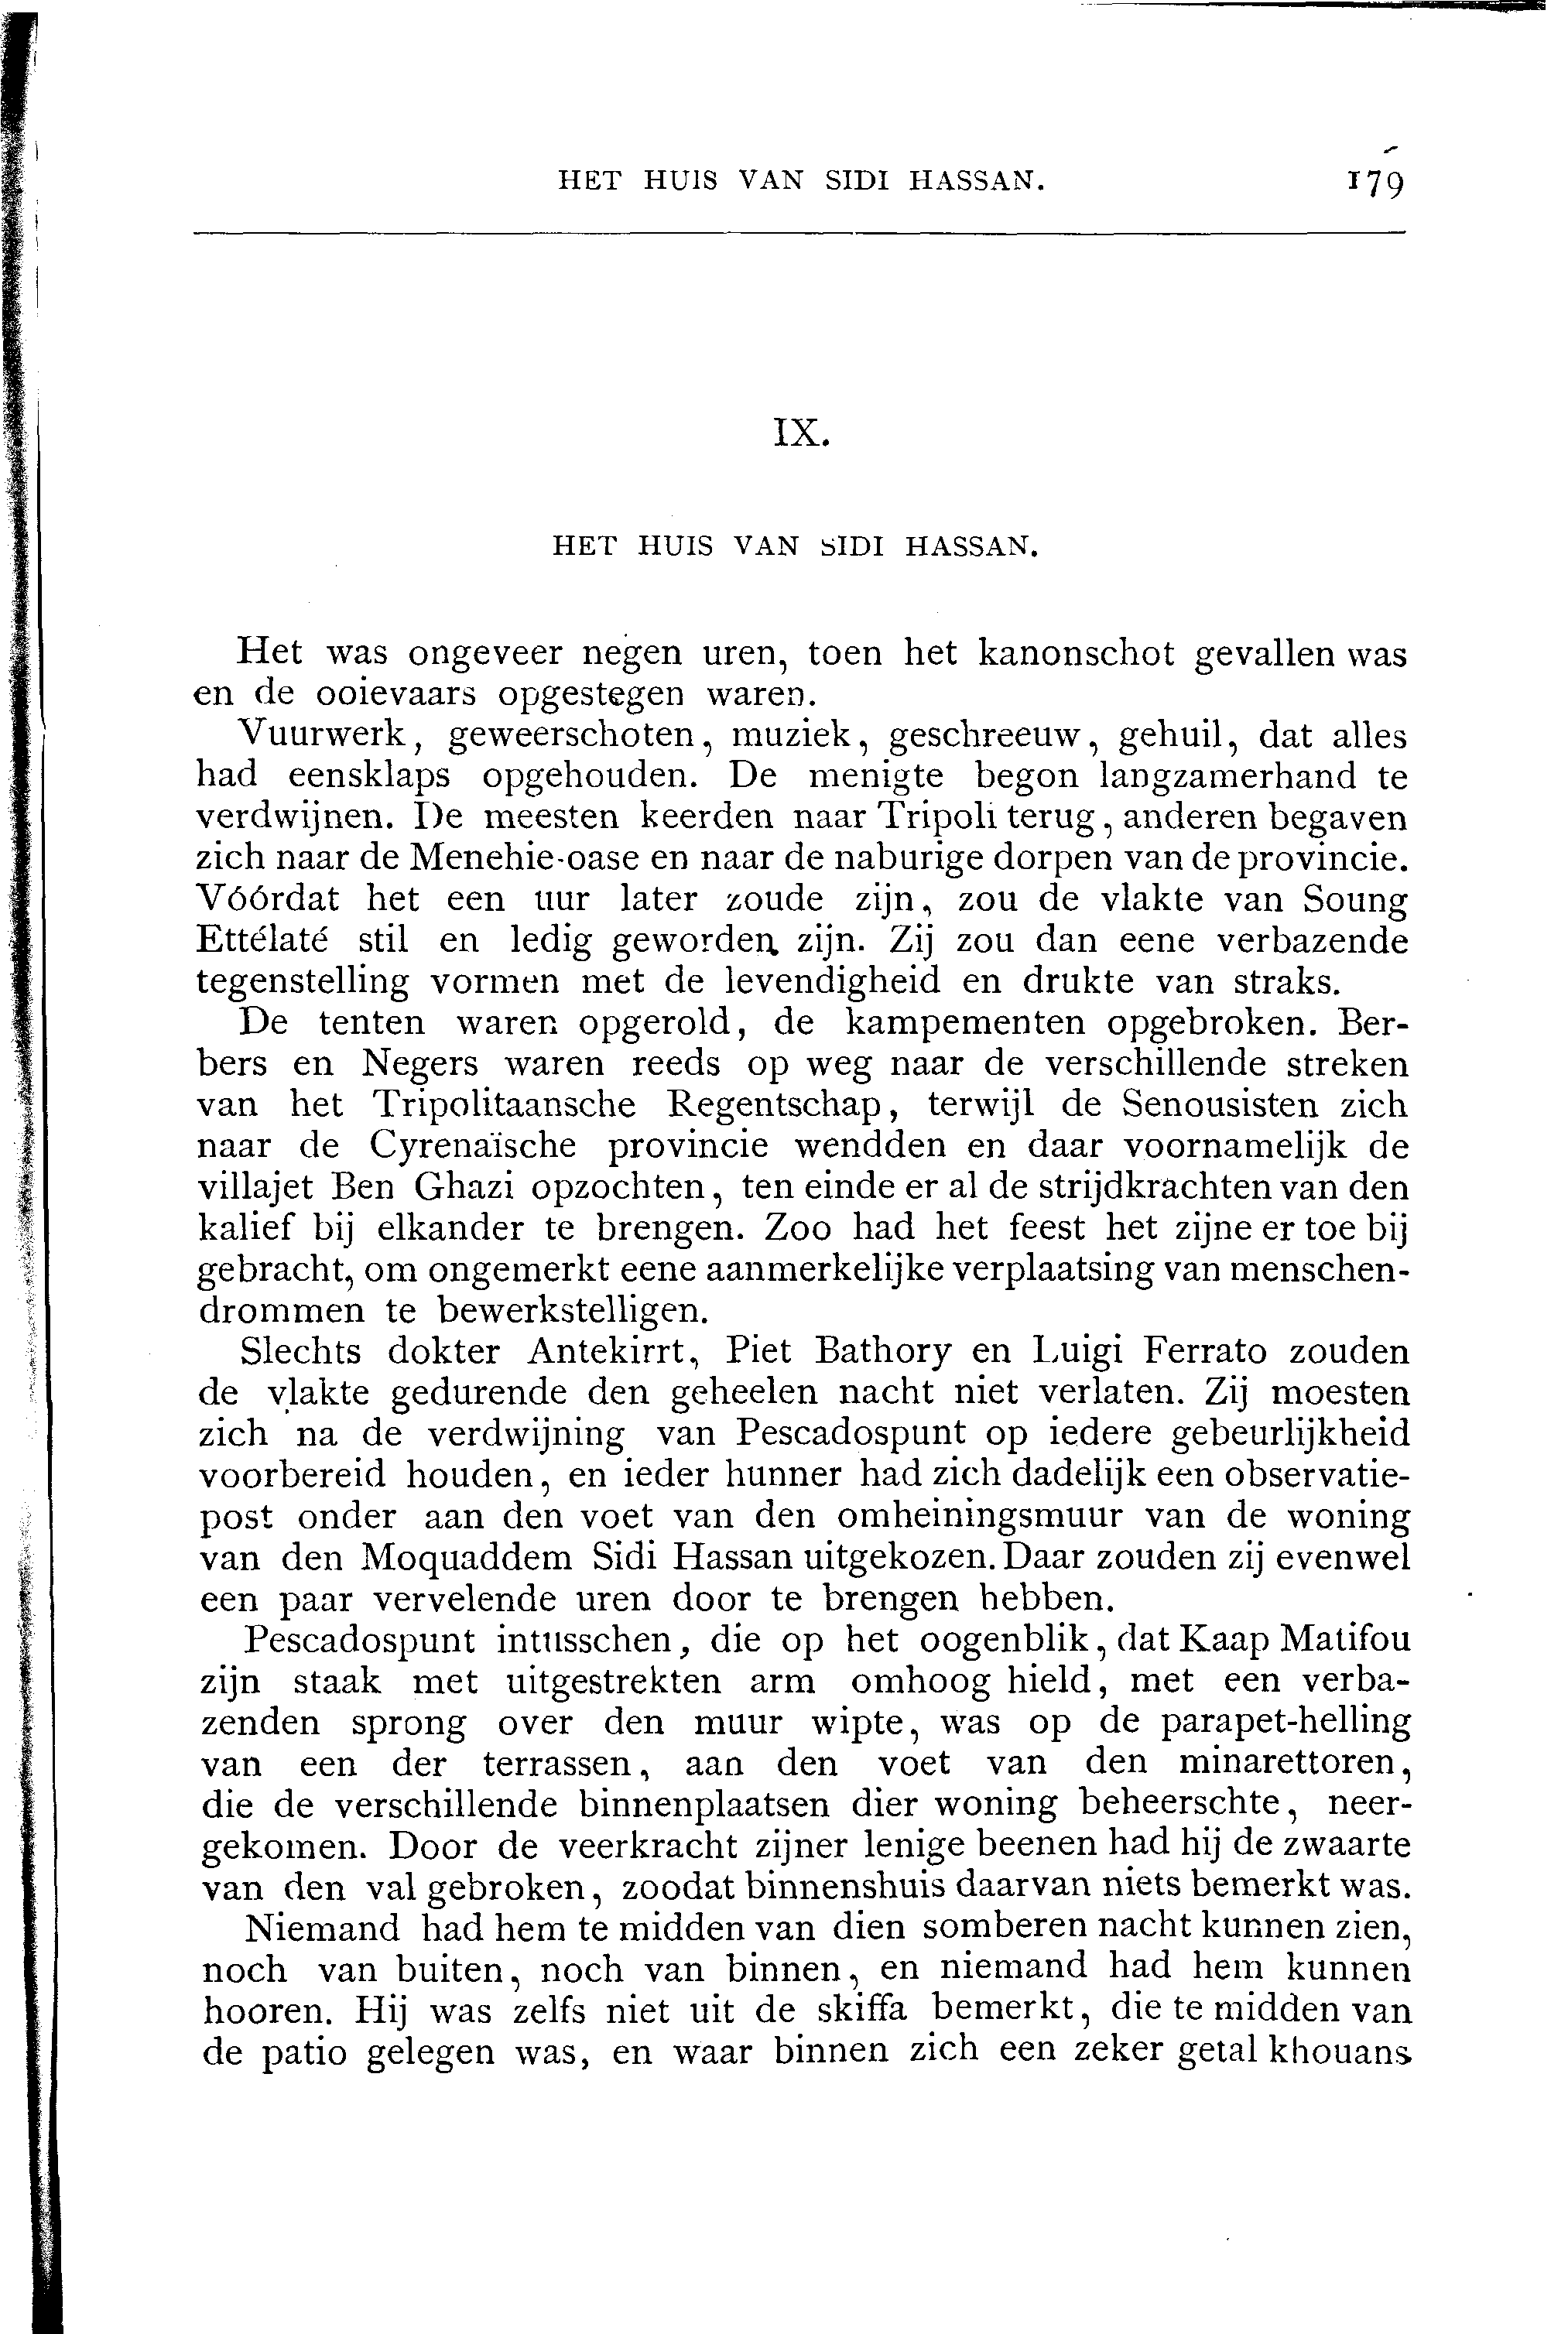 HET HUIS VAN SIDI HASSAN. 179
IX.
HET HUIS VAN SIDI HASSAN.
Het was ongeveer negen uren, toen het kanonschot gevallen was
en de ooievaars opgestegen waren.
Vuurwerk, geweerschoten, muziek, geschreeuw, gehuil, dat alles
had eensklaps opgehouden. De menigte begon langzamerhand te
verdwijnen. De meesten keerden naar Tripoli terug, anderen begaven
zich naar de Menehie-oase en naar de naburige dorpen van de provincie.
Vóórdat het een uur later zoude zijn, zou de vlakte van Soung
Ettélaté stil en ledig geworden zijn. Zij zou dan eene verbazende
tegenstelling vormen met de levendigheid en drukte van straks.
De tenten waren opgerold, de kampementen opgebroken. Ber-
bers en Negers waren reeds op weg naar de verschillende streken
van het Tripolitaansche Regentschap, terwijl de Senousisten zich
naar de Cyrenaïsche provincie wendden en daar voornamelijk de
villajet Ben Ghazi opzochten, ten einde er al de strijdkrachten van den
kalief bij elkander te brengen. Zoo had het feest het zijne er toe bij
gebracht, om ongemerkt eene aanmerkelijke verplaatsing van menschen-
drommen te bewerkstelligen.
Slechts dokter Antekirrt, Piet Bathory en Luigi Ferrato zouden
de vlakte gedurende den geheelen nacht niet verlaten. Zij moesten
zich na de verdwijning van Pescadospunt op iedere gebeurlijkheid
voorbereid houden, en ieder hunner had zich dadelijk een observatie-
post onder aan den voet van den omheiningsmuur van de woning
van den Moquaddem Sidi Hassan uitgekozen. Daar zouden zij evenwel
een paar vervelende uren door te brengen hebben.
Pescadospunt intusschen, die op het oogenblik, dat Kaap Matifou
zijn staak met uitgestrekten arm omhoog hield, met een verba-
zenden sprong over den muur wipte, was op de parapet-helling
van een der terrassen, aan den voet van den minarettoren,
die de verschillende binnenplaatsen dier woning beheerschte, neer-
gekomen. Door de veerkracht zijner lenige beenen had hij de zwaarte
van den val gebroken, zoodat binnenshuis daarvan niets bemerkt was.
Niemand had hem te midden van dien somberen nacht kunnen zien,
noch van buiten, noch van binnen, en niemand had hem kunnen
hooren. Hij was zelfs niet uit de skiffa bemerkt, die te midden van
de patio gelegen was, en waar binnen zich een zeker getal khouans